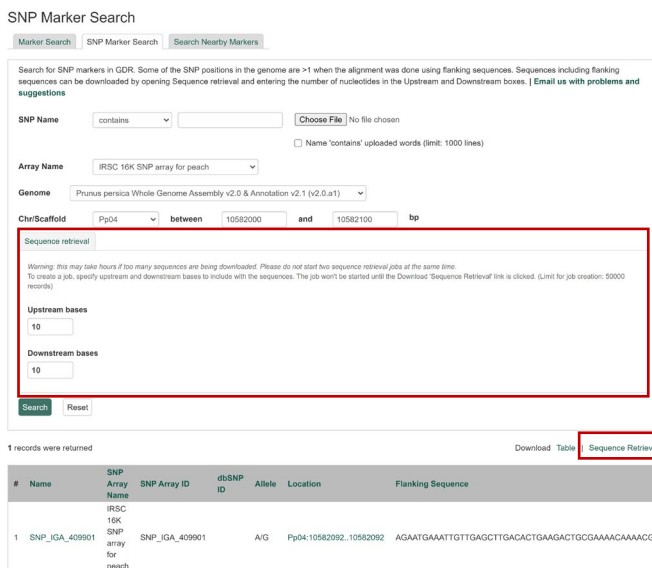 SNP Marker Search
Marker Search SNP Marker Search Search Nearby Markers
Search for SNP markers in GDR. Some of the SNP positions in the genome are >1 when the alignment was done using flanking sequences. Sequences including flanking
sequences can be downloaded by opening Sequence retrieval and entering the number of nucleotides in the Upstream and Downstream boxes. | Email us with problems and
suggestions
SNP Name contains Choose File No file chosen
Name 'contains' uploaded words (limit: 1000 lines)
Array Name IRSC 16K SNP array for peach
Genome Prunus persica Whole Genome Assembly v2.0 & Annotation v2.1 (v2.0.a1)
Chr/Scaffold Pp04 between 10582000 and 10582100 bp
Sequence retrieval
Warning: this may take hours if too many sequences are being downloaded. Please do not start two sequence retrieval jobs at the same time.
To create a job, specify upstream and downstream bases to include with the sequences. The job won't be started until the Download 'Sequence Retrieval' link is clicked. (Limit for job creation: 50000
records)
Upstream bases
10
Downstream bases
10
Search Reset
1 records were returned Download Table | Sequence Retriev
# Name SNP Array Name SNP Array ID dbSNP ID Allele Location Flanking Sequence
1 SNP_IGA_409901 IRSC 16K SNP array for peach SNP_IGA_409901 A/G Pp04:10582092..10582092 AGAATGAAATTGTTGAGCTTGACACTGAAGACTGCGAAAACAAAACG